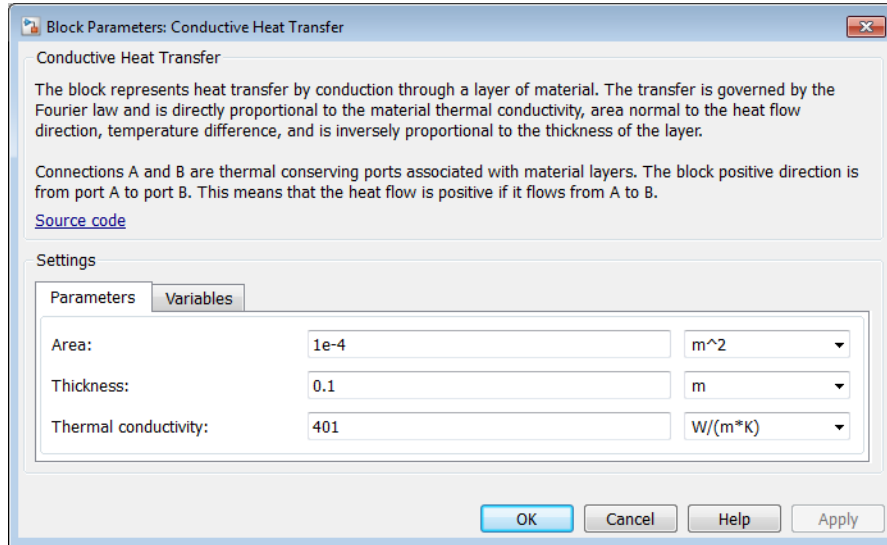 Block Parameters: Conductive Heat Transfer
Conductive Heat Transfer
The block represents heat transfer by conduction through a layer of material. The transfer is governed by the
Fourier law and is directly proportional to the material thermal conductivity, area normal to the heat flow
direction, temperature difference, and is inversely proportional to the thickness of the layer.
Connections A and B are thermal conserving ports associated with material layers. The block positive direction is
from port A to port B. This means that the heat flow is positive if it flows from A to B.
Source code
Settings
Parameters Variables
Area: 1e-4 m^2
Thickness: 0.1 m
Thermal conductivity: 401 W/(m*K)
OK Cancel Help Apply